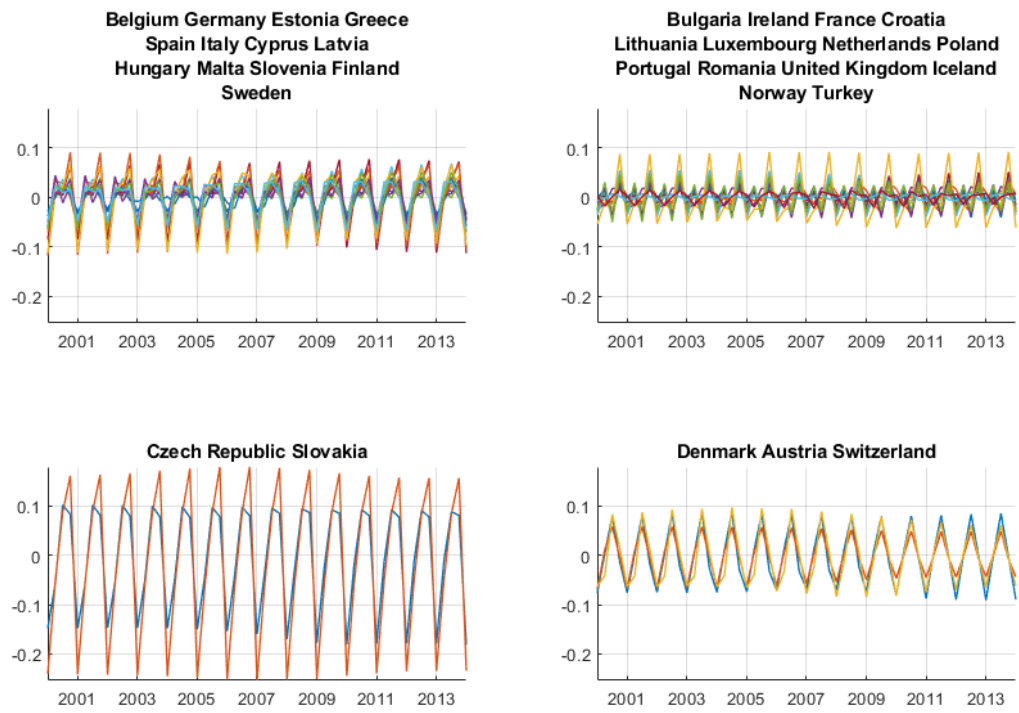 Belgium Germany Estonia Greece
Spain Italy Cyprus Latvia
Hungary Malta Slovenia Finland
Sweden
0.1
0
-0.1
-0.2
2001 2003 2005 2007 2009 2011 2013
Bulgaria Ireland France Croatia
Lithuania Luxembourg Netherlands Poland
Portugal Romania United Kingdom Iceland
Norway Turkey
0.1
0
-0.1
-0.2
2001 2003 2005 2007 2009 2011 2013
Czech Republic Slovakia
0.1
0
-0.1
-0.2
2001 2003 2005 2007 2009 2011 2013
Denmark Austria Switzerland
0.1
0
-0.1
-0.2
2001 2003 2005 2007 2009 2011 2013